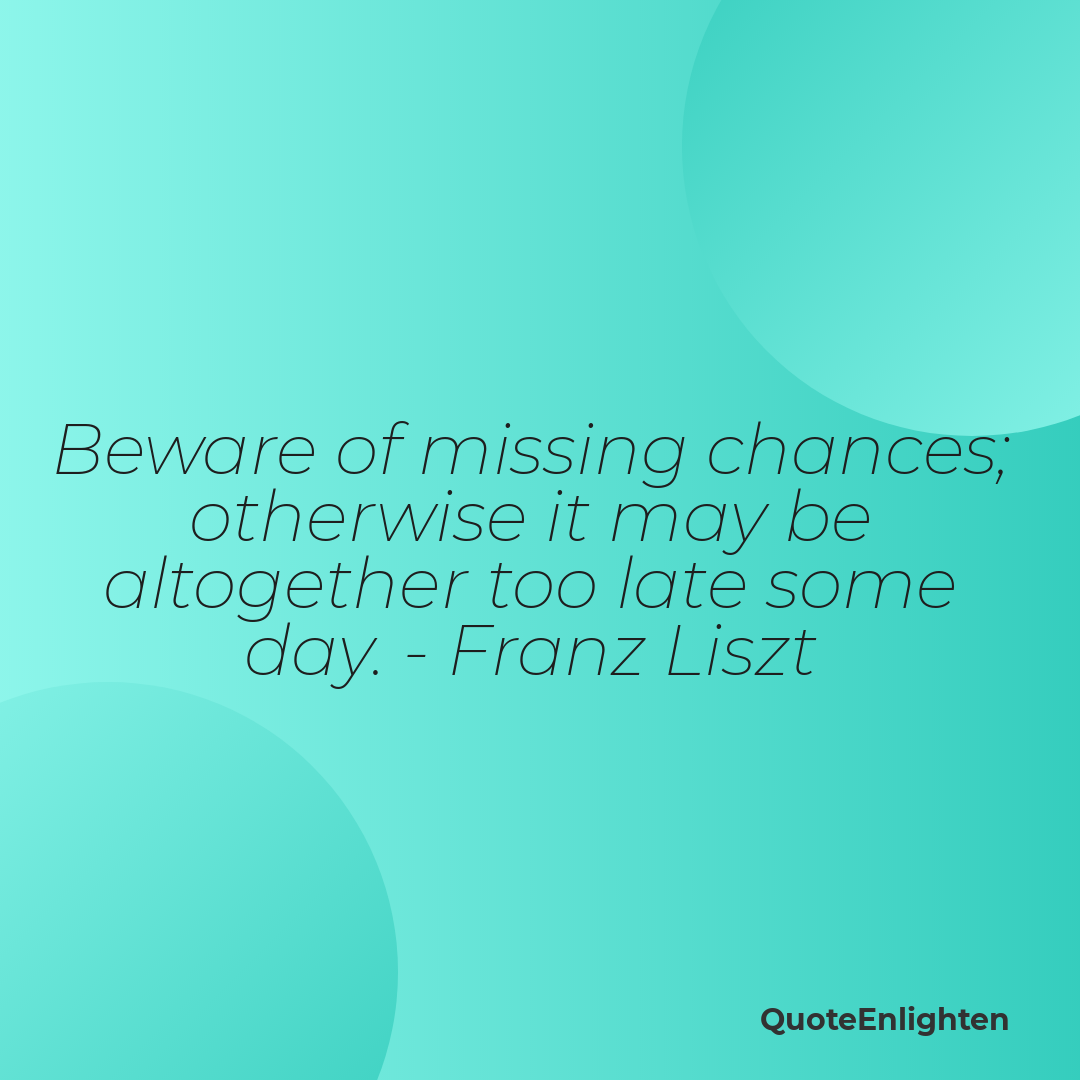 Beware of missing chances;
otherwise it may be
altogether too late some
day. - Franz Liszt
QuoteEnlighten